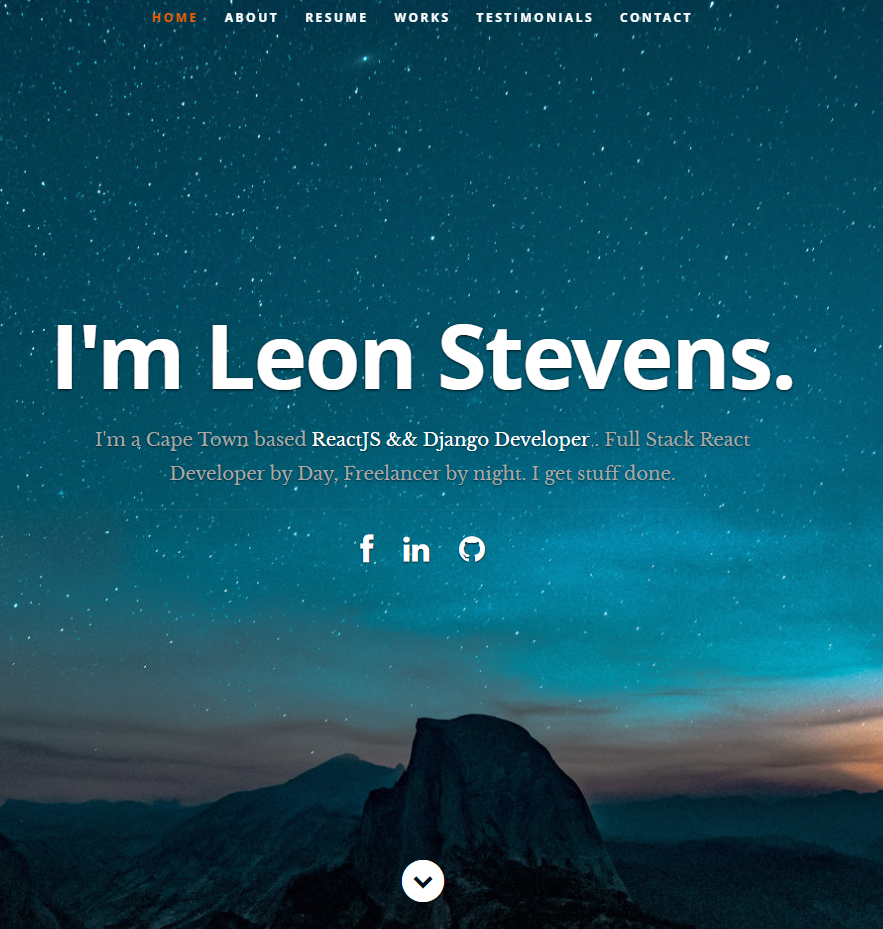 HOME ABOUT RESUME WORKS TESTIMONIALS CONTACT
I'm Leon Stevens.
I'm a Cape Town based ReactJS && Django Developer.. Full Stack React
Developer by Day, Freelancer by night. I get stuff done.